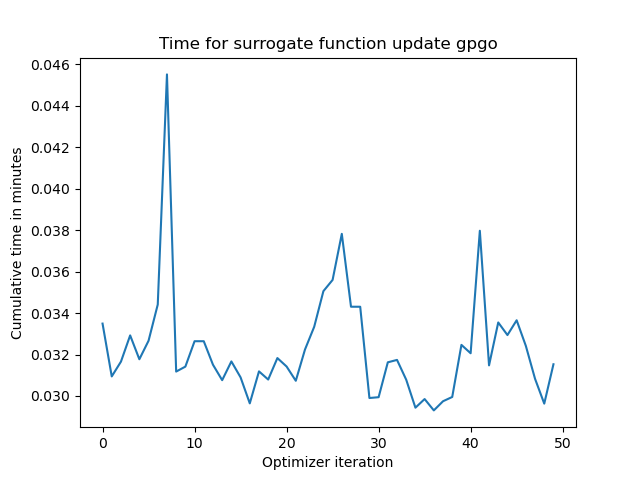 Time for surrogate function update gpgo
Cumulative time in minutes
0.046
0.044
0.042
0.040
0.038
0.036
0.034
0.032
0.030
0 10 20 30 40 50
Optimizer iteration